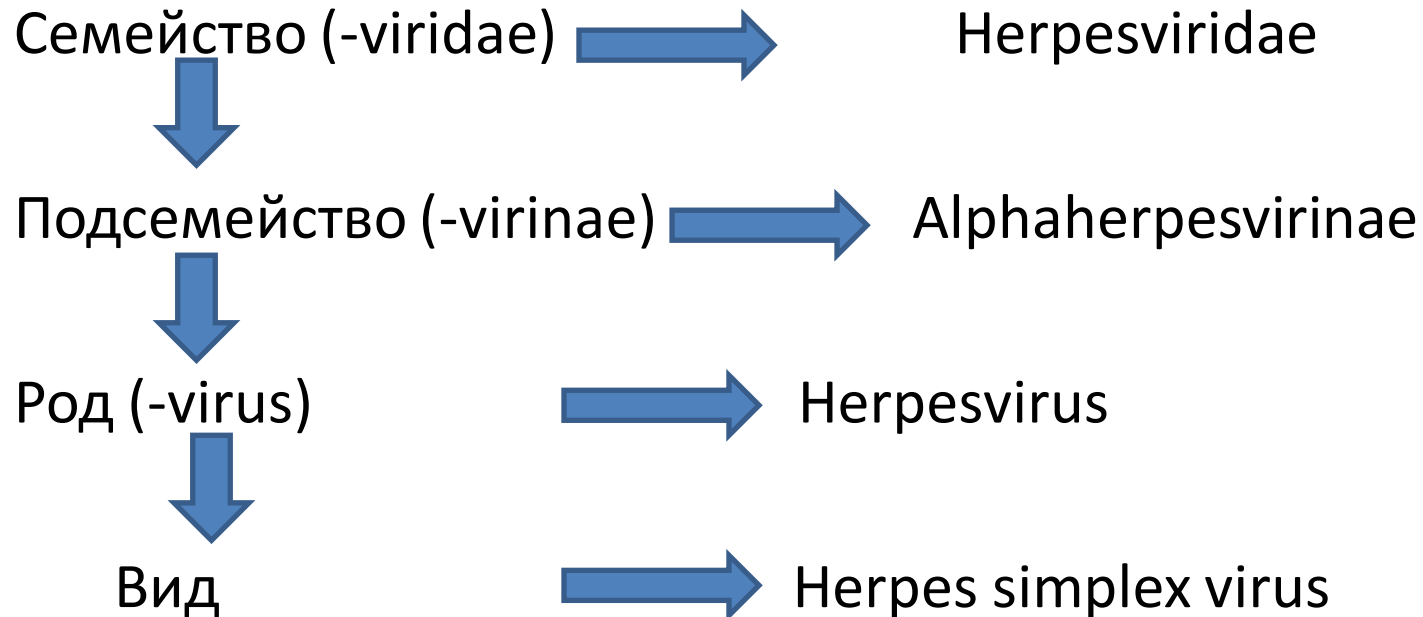 Семейство (-viridae) Herpesviridae
Подсемейство (-virinae) Alphaherpesvirinae
Род (-virus) Herpesvirus
Вид Herpes simplex virus